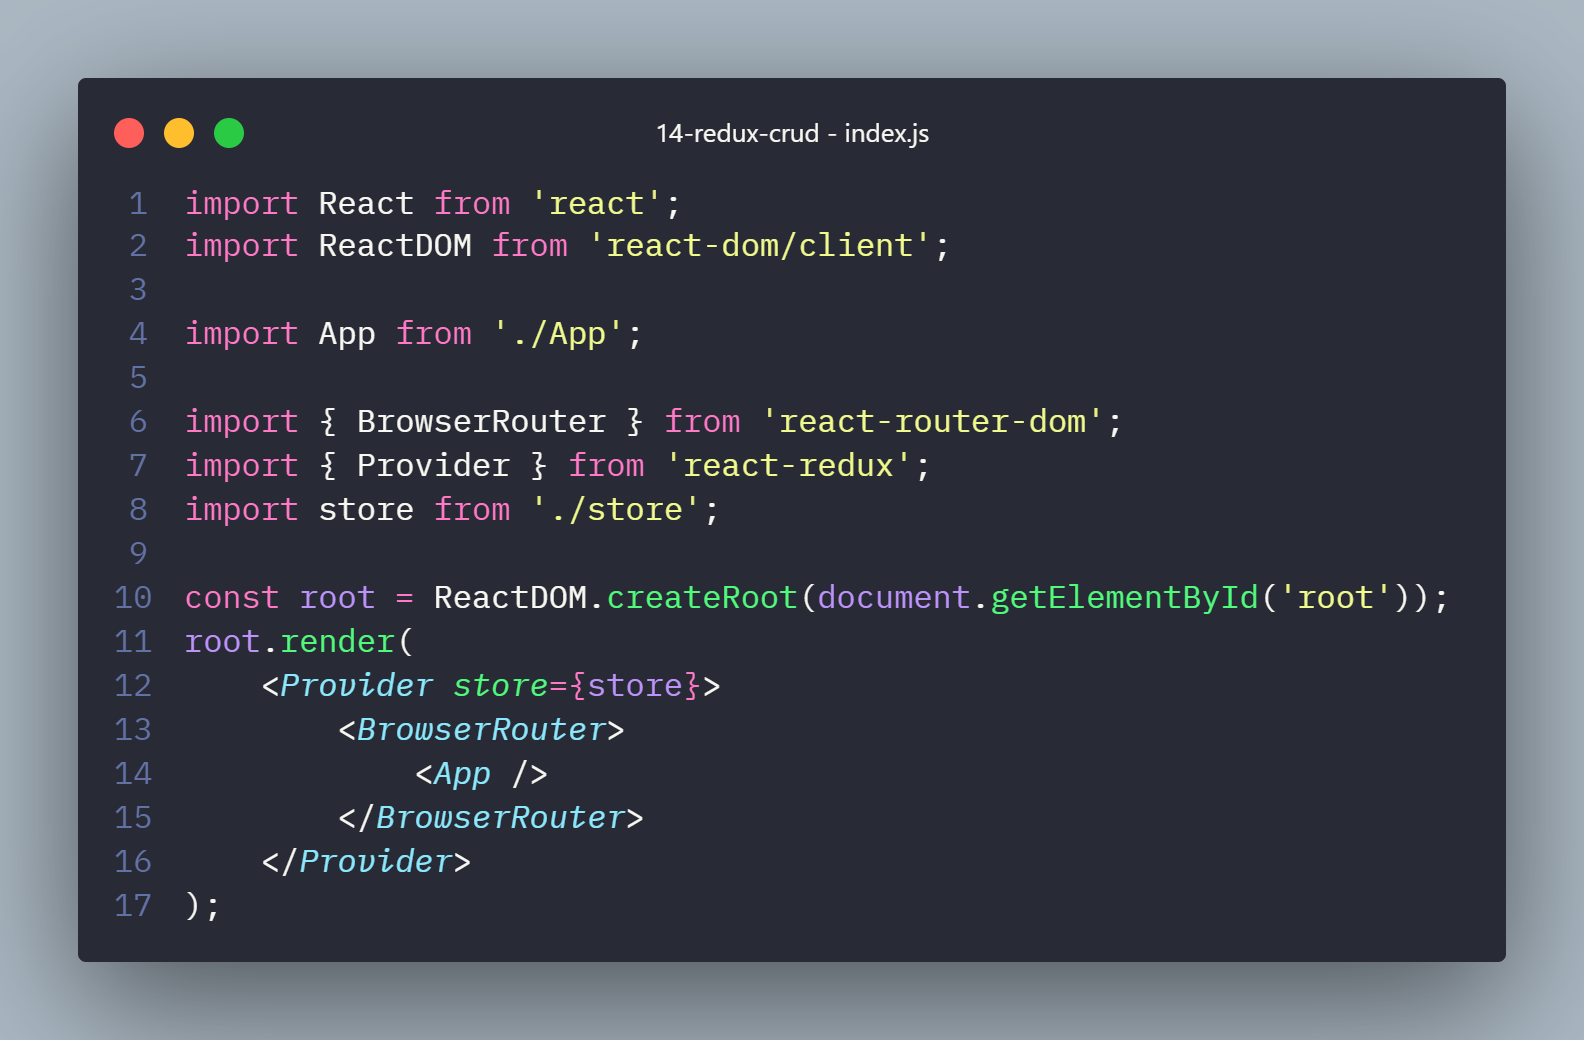 14-redux-crud - index.js
1 import React from 'react';
2 import ReactDOM from 'react-dom/client';
3
4 import App from './App';
5
6 import { BrowserRouter } from 'react-router-dom';
7 import { Provider } from 'react-redux';
8 import store from './store';
9
10 const root = ReactDOM.createRoot(document.getElementById('root'));
11 root.render(
12     <Provider store={store}>
13         <BrowserRouter>
14             <App />
15         </BrowserRouter>
16     </Provider>
17 );